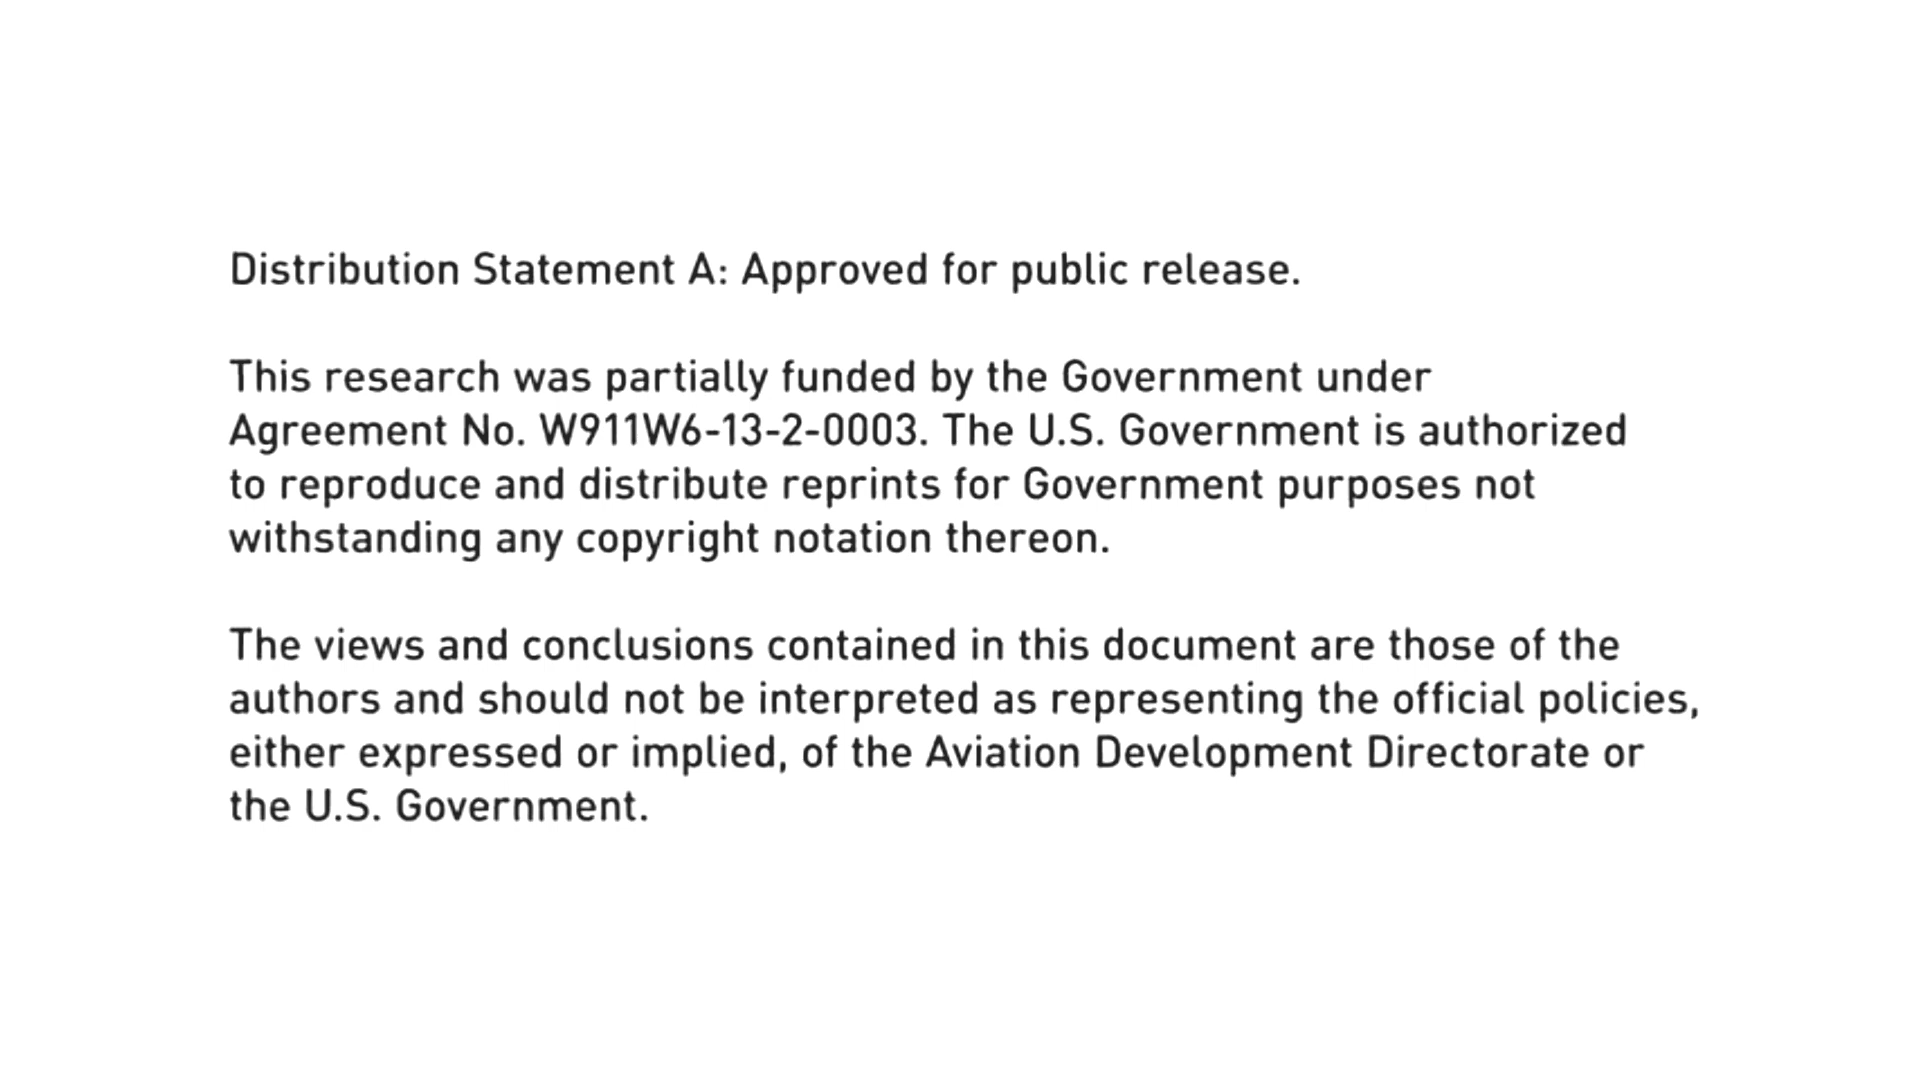 Distribution Statement A: Approved for public release.
This research was partially funded by the Government under
Agreement No. W911W6-13-2-0003. The U.S. Government is authorized
to reproduce and distribute reprints for Government purposes not
withstanding any copyright notation thereon.
The views and conclusions contained in this document are those of the
authors and should not be interpreted as representing the official policies,
either expressed or implied, of the Aviation Development Directorate or
the U.S. Government.